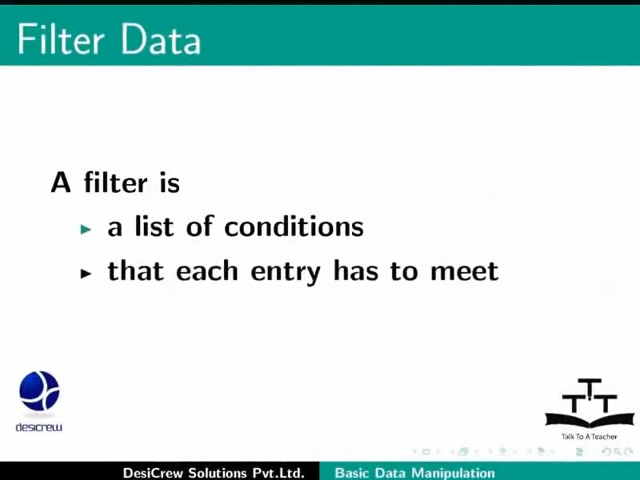 Filter Data
A filter is
a list of conditions
that each entry has to meet
desicrew
TTT
Talk To A Teacher
DesiCrew Solutions Pvt.Ltd. Basic Data Manipulation